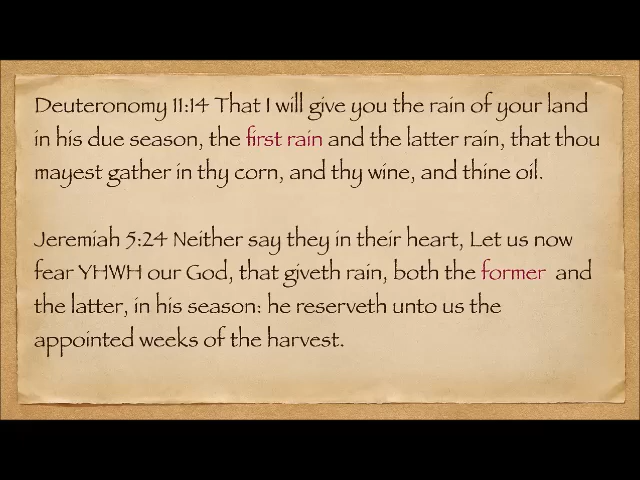 Deuteronomy 11:14 That I will give you the rain of your land
in his due season, the first rain and the latter rain, that thou
mayest gather in thy corn, and thy wine, and thine oil.
Jeremiah 5:24 Neither say they in their heart, Let us now
fear YHWH our God, that giveth rain, both the former and
the latter, in his season: he reserveth unto us the
appointed weeks of the harvest.